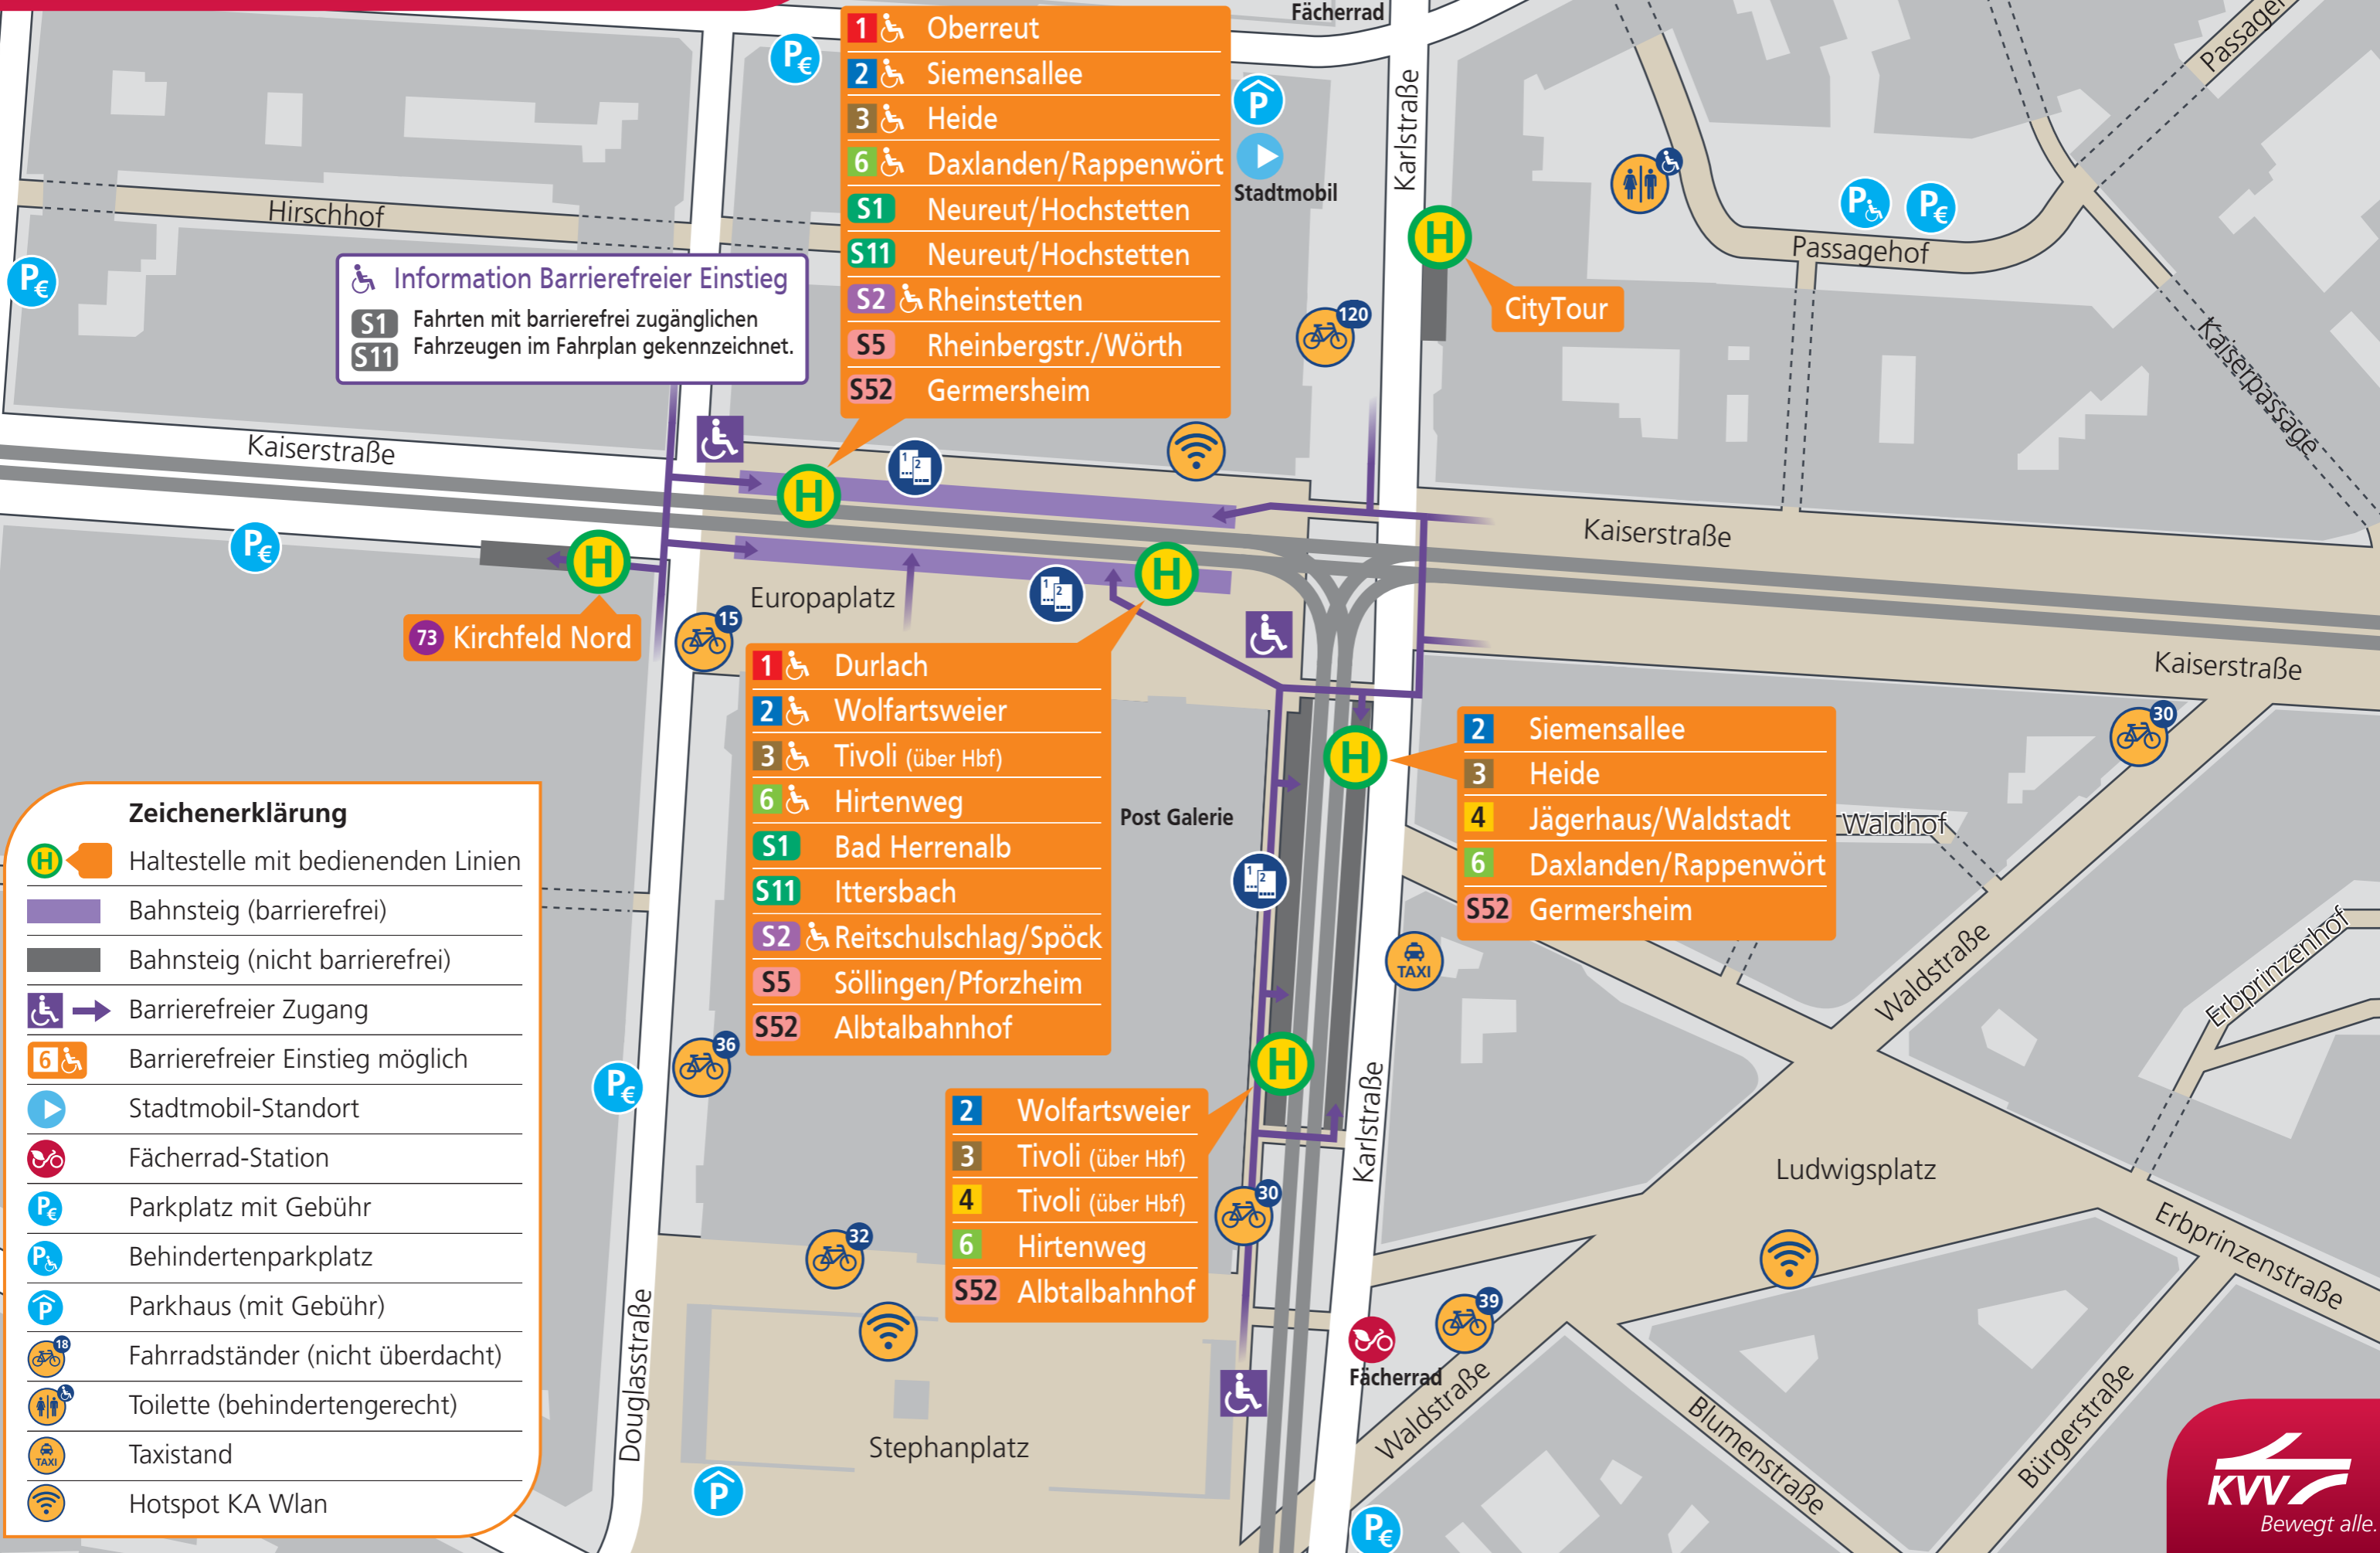 Fächerrad
1 Oberreut
2 Siemensallee
3 Heide
6 Daxlanden/Rappenwört
S1 Neureut/Hochstetten
S11 Neureut/Hochstetten
S2 Rheinstetten
S5 Rheinbergstr./Wörth
S52 Germersheim
P€
P
Stadtmobil
Karlstraße
H
CityTour
120
Passagehof
P
P€
Kaiserpassage
Hirschhof
P€
Information Barrierefreier Einstieg
S1 Fahrten mit barrierefrei zugänglichen
S11 Fahrzeugen im Fahrplan gekennzeichnet.
Kaiserstraße
Kaiserstraße
Kaiserstraße
H
1 2
P€
H
73 Kirchfeld Nord
Europaplatz
15
1 2
H
1 Durlach
2 Wolfartsweier
3 Tivoli (über Hbf)
6 Hirtenweg
S1 Bad Herrenalb
S11 Ittersbach
S2 Reitschulschlag/Spöck
S5 Söllingen/Pforzheim
S52 Albtalbahnhof
Post Galerie
1 2
H
2 Siemensallee
3 Heide
4 Jägerhaus/Waldstadt
6 Daxlanden/Rappenwört
S52 Germersheim
30
Waldhof
Waldstraße
Erbprinzenhof
TAXI
36
P€
H
2 Wolfartsweier
3 Tivoli (über Hbf)
4 Tivoli (über Hbf)
6 Hirtenweg
S52 Albtalbahnhof
Karlstraße
30
32
Ludwigsplatz
Erbprinzenstraße
39
Fächerrad
Waldstraße
Blumenstraße
Bürgerstraße
Douglasstraße
Stephanplatz
P
P€
Zeichenerklärung
H Haltestelle mit bedienenden Linien
Bahnsteig (barrierefrei)
Bahnsteig (nicht barrierefrei)
Barrierefreier Zugang
6 Barrierefreier Einstieg möglich
Stadtmobil-Standort
Fächerrad-Station
P€ Parkplatz mit Gebühr
P Behindertenparkplatz
P Parkhaus (mit Gebühr)
18 Fahrradständer (nicht überdacht)
Toilette (behindertengerecht)
TAXI Taxistand
Hotspot KA Wlan
KVV
Bewegt alle.